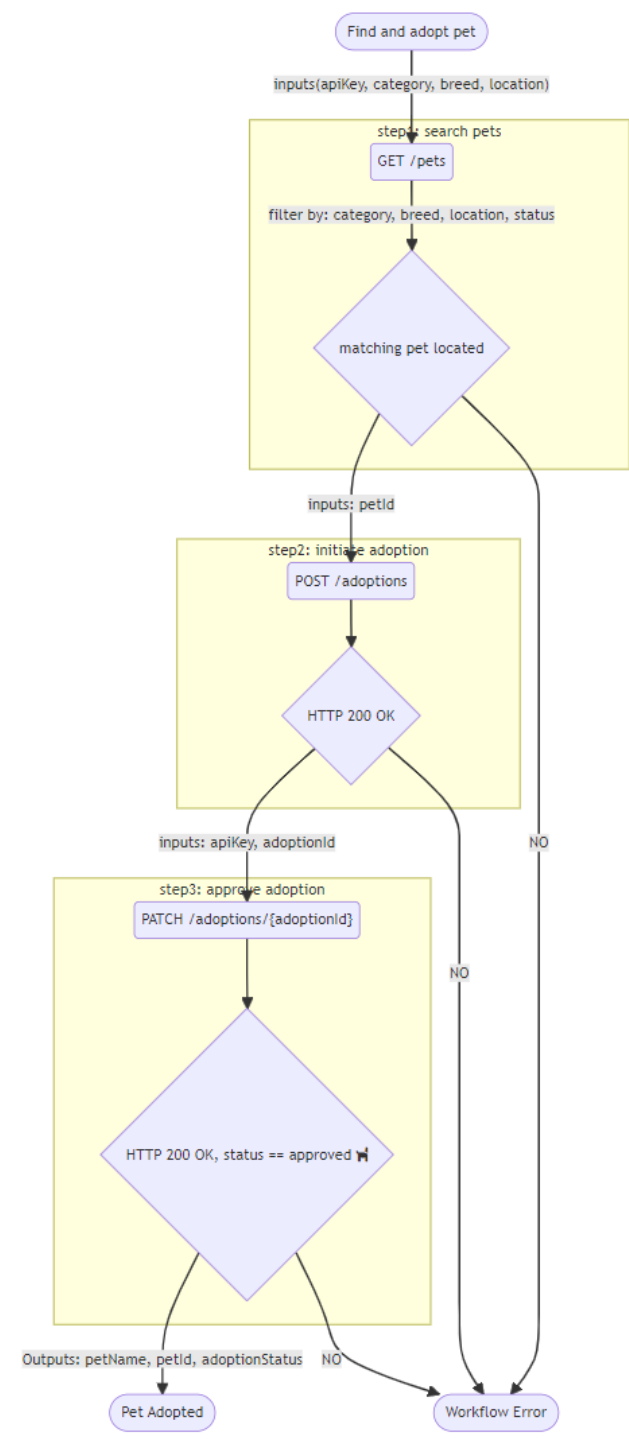 Find and adopt pet
inputs(apiKey, category, breed, location)
step1: search pets
GET /pets
filter by: category, breed, location, status
matching pet located
inputs: petId
step2: initiate adoption
POST /adoptions
HTTP 200 OK
inputs: apiKey, adoptionId
NO
step3: approve adoption
PATCH /adoptions/{adoptionId}
NO
HTTP 200 OK, status == approved 🐕
Outputs: petName, petId, adoptionStatus
NO
Pet Adopted
Workflow Error